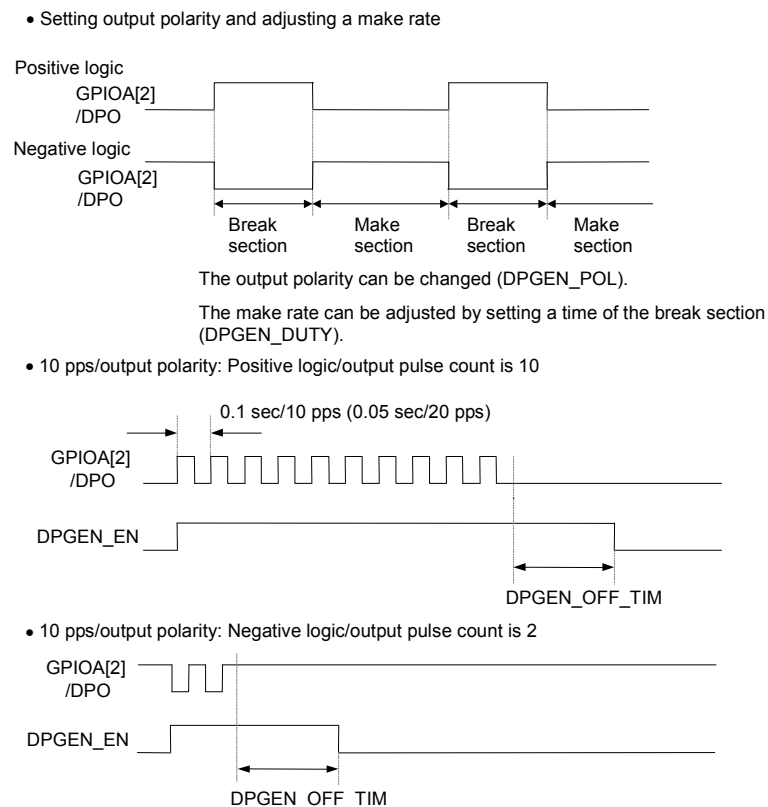 • Setting output polarity and adjusting a make rate
Positive logic
GPIOA[2]
/DPO
Negative logic
GPIOA[2]
/DPO
Break section
Make section
Break section
Make section
The output polarity can be changed (DPGEN_POL).
The make rate can be adjusted by setting a time of the break section
(DPGEN_DUTY).
• 10 pps/output polarity: Positive logic/output pulse count is 10
0.1 sec/10 pps (0.05 sec/20 pps)
GPIOA[2]
/DPO
DPGEN_EN
DPGEN_OFF_TIM
• 10 pps/output polarity: Negative logic/output pulse count is 2
GPIOA[2]
/DPO
DPGEN_EN
DPGEN_OFF_TIM